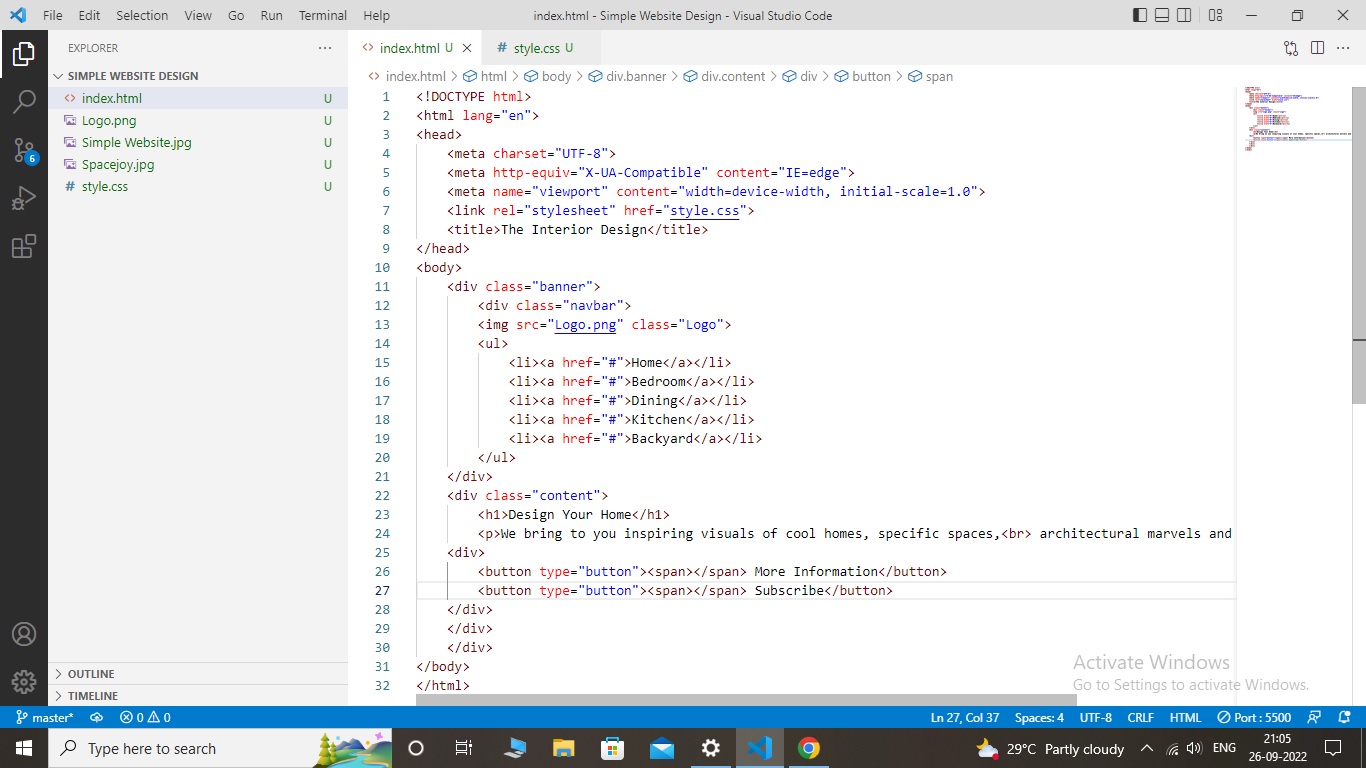 File Edit Selection View Go Run Terminal Help index.html - Simple Website Design - Visual Studio Code
EXPLORER ···
index.html U
# style.css U
SIMPLE WEBSITE DESIGN
index.html U
Logo.png U
Simple Website.jpg U
Spacejoy.jpg U
# style.css U
6
OUTLINE
TIMELINE
<> index.html > html > body > div.banner > div.content > div > button > span
1 <!DOCTYPE html>
2 <html lang="en">
3 <head>
4 <meta charset="UTF-8">
5 <meta http-equiv="X-UA-Compatible" content="IE=edge">
6 <meta name="viewport" content="width=device-width, initial-scale=1.0">
7 <link rel="stylesheet" href="style.css">
8 <title>The Interior Design</title>
9 </head>
10 <body>
11 <div class="banner">
12 <div class="navbar">
13 <img src="Logo.png" class="Logo">
14 <ul>
15 <li><a href="#">Home</a></li>
16 <li><a href="#">Bedroom</a></li>
17 <li><a href="#">Dining</a></li>
18 <li><a href="#">Kitchen</a></li>
19 <li><a href="#">Backyard</a></li>
20 </ul>
21 </div>
22 <div class="content">
23 <h1>Design Your Home</h1>
24 <p>We bring to you inspiring visuals of cool homes, specific spaces,<br> architectural marvels and
25 <div>
26 <button type="button"><span></span> More Information</button>
27 <button type="button"><span></span> Subscribe</button>
28 </div>
29 </div>
30 </div>
31 </body>
32 </html>
Activate Windows
Go to Settings to activate Windows.
master* 0 0 Ln 27, Col 37 Spaces: 4 UTF-8 CRLF HTML Port : 5500
Type here to search 29°C Partly cloudy ENG 21:05
26-09-2022